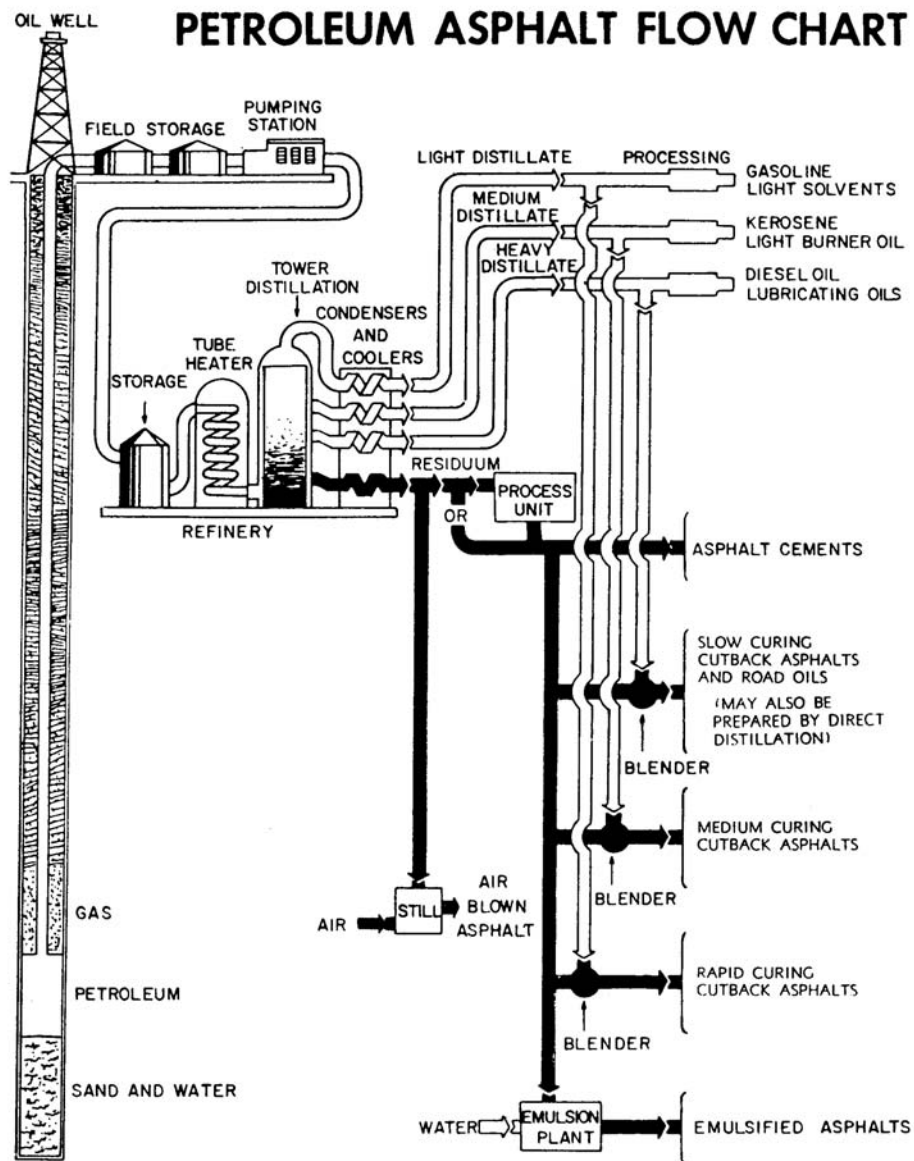 OIL WELL
PETROLEUM ASPHALT FLOW CHART
FIELD STORAGE
PUMPING
STATION
LIGHT DISTILLATE
PROCESSING
GASOLINE
LIGHT SOLVENTS
MEDIUM
DISTILLATE
KEROSENE
LIGHT BURNER OIL
HEAVY
DISTILLATE
DIESEL OIL
LUBRICATING OILS
TOWER
DISTILLATION
CONDENSERS
AND
COOLERS
TUBE
HEATER
STORAGE
REFINERY
RESIDUUM
OR
PROCESS
UNIT
ASPHALT CEMENTS
SLOW CURING
CUTBACK ASPHALTS
AND ROAD OILS
(MAY ALSO BE
PREPARED BY DIRECT
DISTILLATION)
BLENDER
MEDIUM CURING
CUTBACK ASPHALTS
BLENDER
AIR
STILL
AIR
BLOWN
ASPHALT
GAS
PETROLEUM
RAPID CURING
CUTBACK ASPHALTS
BLENDER
SAND AND WATER
WATER
EMULSION
PLANT
EMULSIFIED ASPHALTS